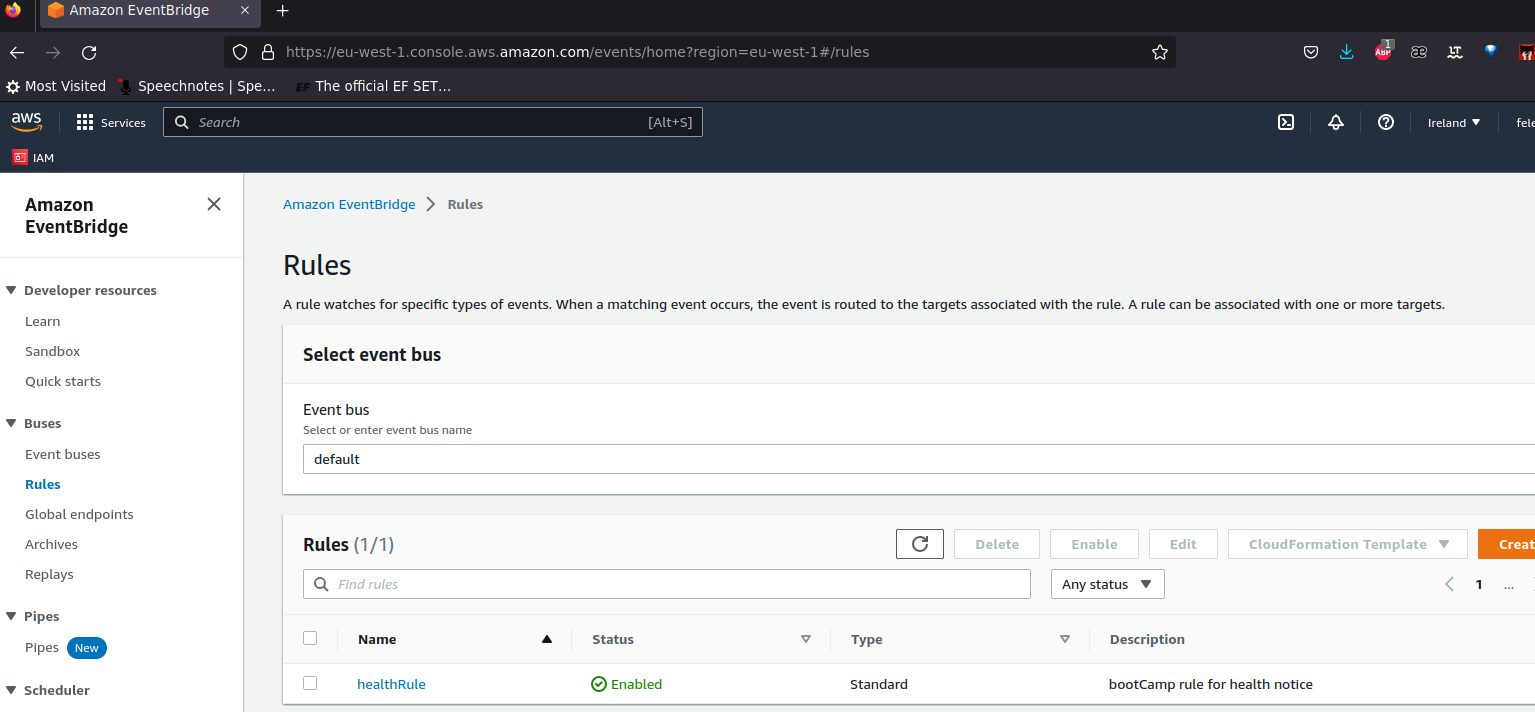 Amazon EventBridge
https://eu-west-1.console.aws.amazon.com/events/home?region=eu-west-1#/rules
1
ABP
æ
LT
Most Visited
Speechnotes | Spe...
EF The official EF SET...
aws
Services
Search
[Alt+S]
Ireland
fele
IAM
Amazon
EventBridge
Developer resources
Learn
Sandbox
Quick starts
Buses
Event buses
Rules
Global endpoints
Archives
Replays
Pipes
Pipes New
Scheduler
Amazon EventBridge > Rules
Rules
A rule watches for specific types of events. When a matching event occurs, the event is routed to the targets associated with the rule. A rule can be associated with one or more targets.
Select event bus
Event bus
Select or enter event bus name
default
Rules (1/1)
Delete
Enable
Edit
CloudFormation Template
Creat
Find rules
Any status
1 ...
Name Status Type Description
healthRule Enabled Standard bootCamp rule for health notice